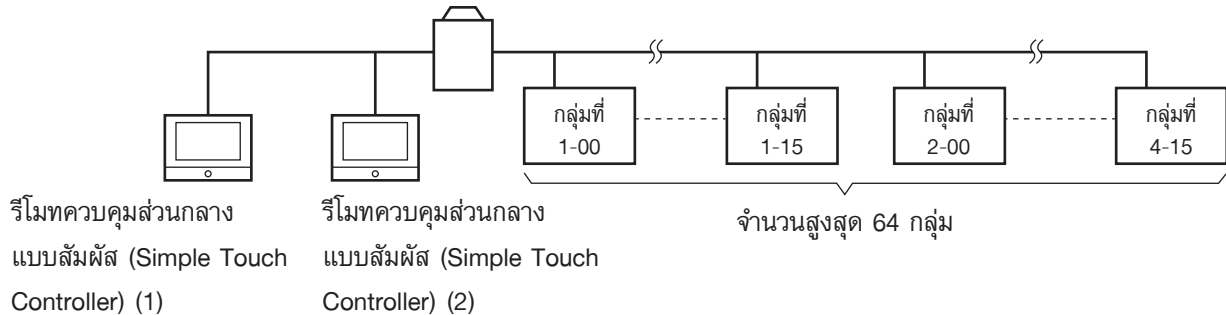 กลุ่มที่
1-00
กลุ่มที่
1-15
กลุ่มที่
2-00
กลุ่มที่
4-15
รีโมทควบคุมส่วนกลาง
แบบสัมผัส (Simple Touch
Controller) (1)
รีโมทควบคุมส่วนกลาง
แบบสัมผัส (Simple Touch
Controller) (2)
จำนวนสูงสุด 64 กลุ่ม